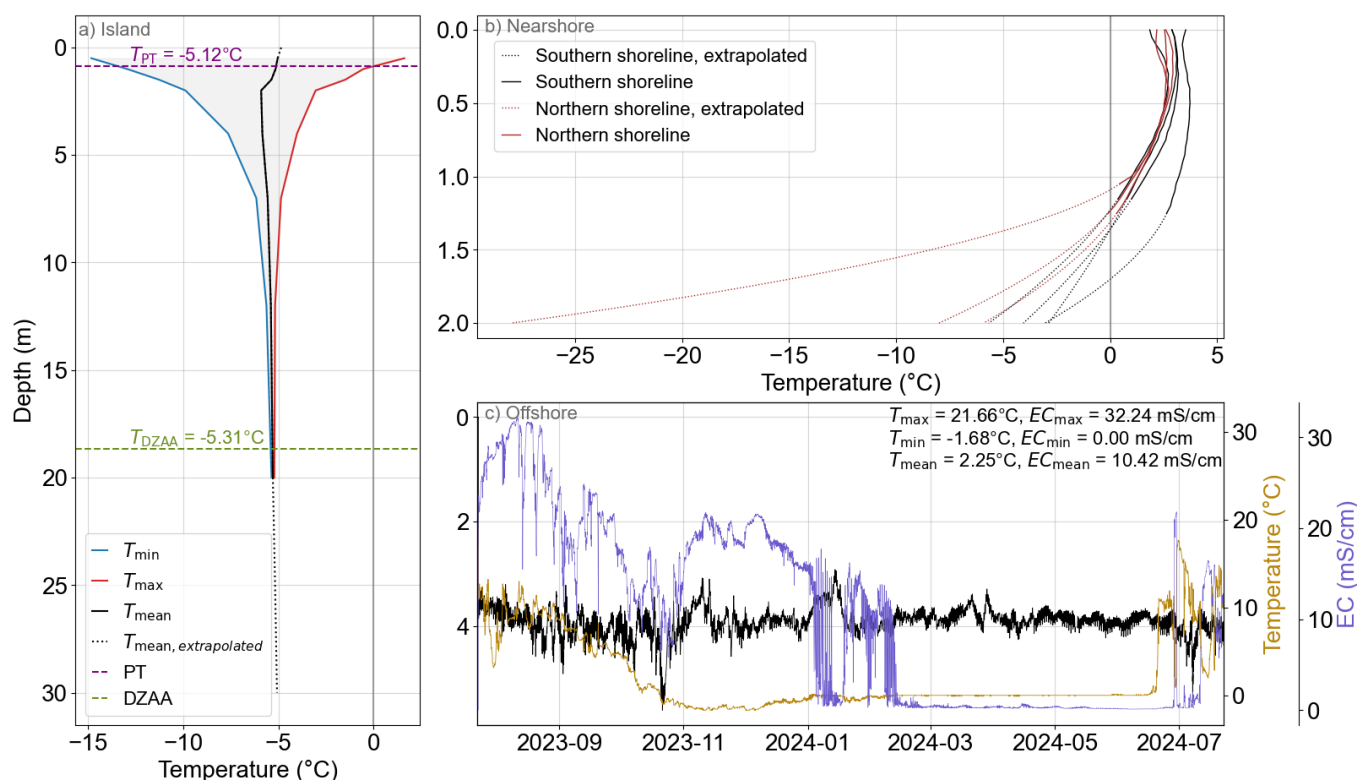 a) Island
T_PT = -5.12°C
T_DZAA = -5.31°C
T_min
T_max
T_mean
T_mean, extrapolated
PT
DZAA
0
5
10
15
20
25
30
Depth (m)
−15
−10
−5
0
Temperature (°C)
b) Nearshore
Southern shoreline, extrapolated
Southern shoreline
Northern shoreline, extrapolated
Northern shoreline
0.0
0.5
1.0
1.5
2.0
−25
−20
−15
−10
−5
0
5
Temperature (°C)
c) Offshore
T_max = 21.66°C, EC_max = 32.24 mS/cm
T_min = -1.68°C, EC_min = 0.00 mS/cm
T_mean = 2.25°C, EC_mean = 10.42 mS/cm
0
2
4
2023-09
2023-11
2024-01
2024-03
2024-05
2024-07
30
20
10
0
Temperature (°C)
30
20
10
0
EC (mS/cm)